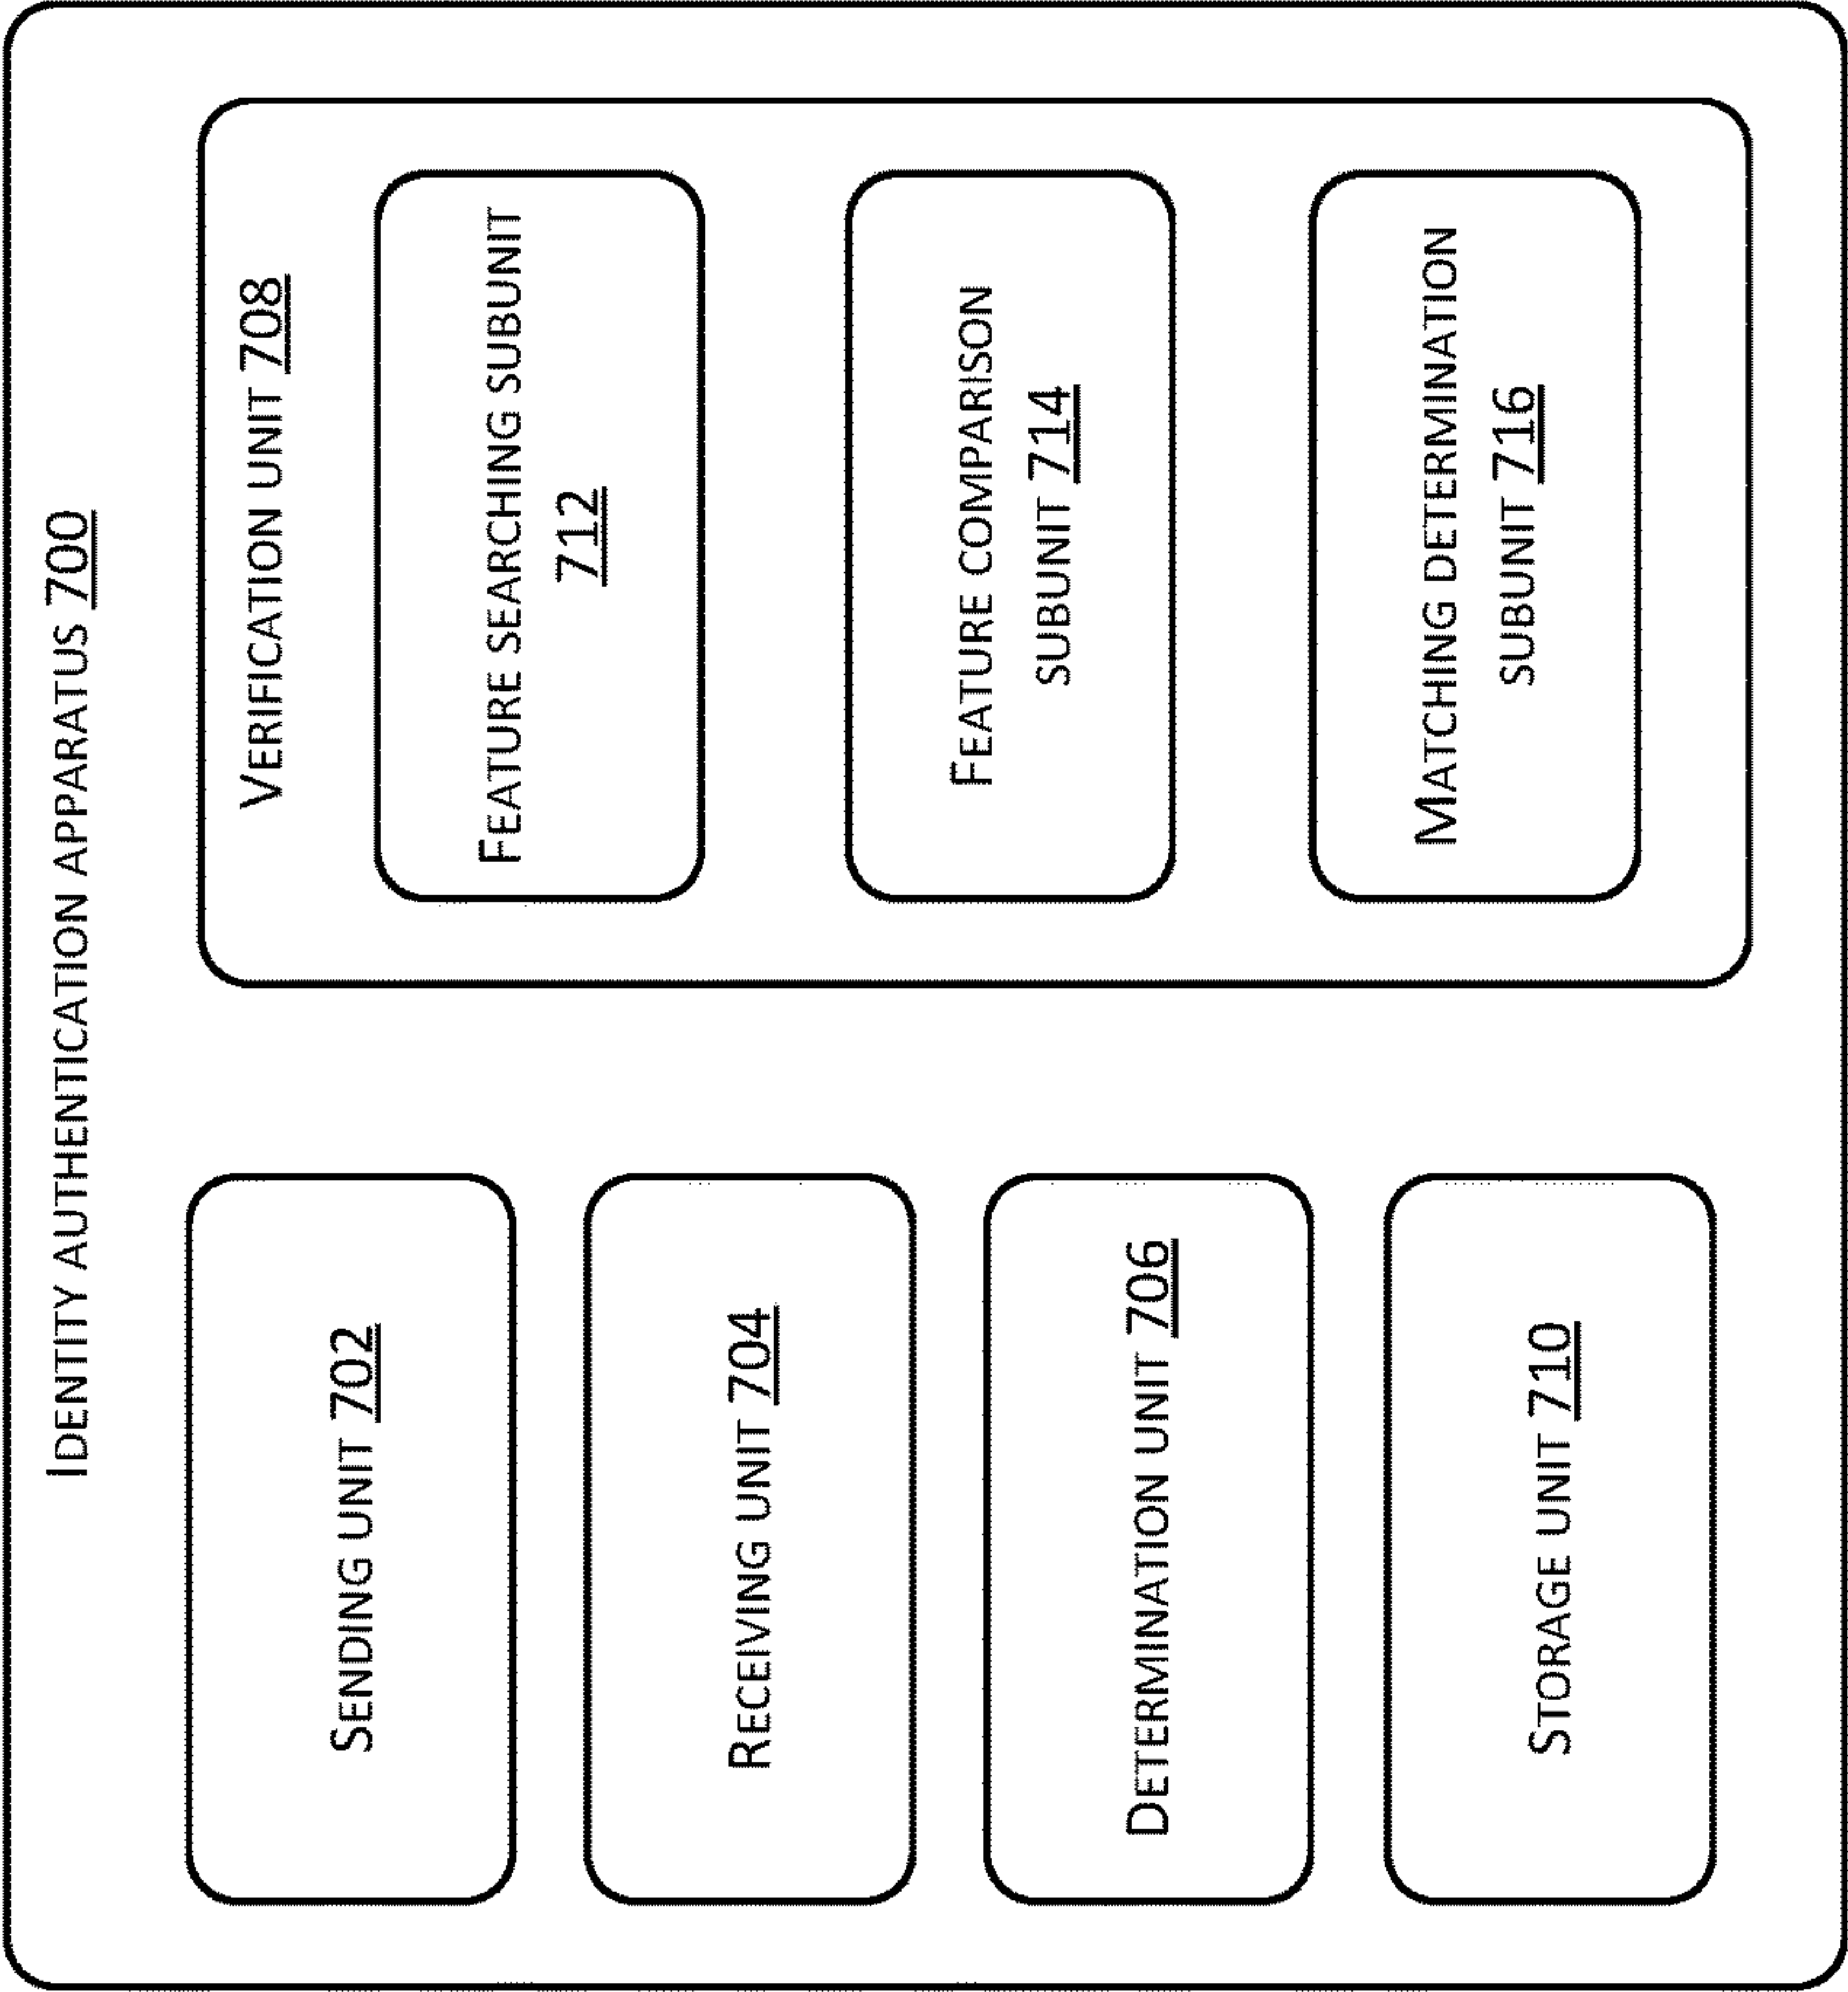 IDENTITY AUTHENTICATION APPARATUS 700
SENDING UNIT 702
RECEIVING UNIT 704
DETERMINATION UNIT 706
STORAGE UNIT 710
VERIFICATION UNIT 708
FEATURE SEARCHING SUBUNIT
712
FEATURE COMPARISON
SUBUNIT 714
MATCHING DETERMINATION
SUBUNIT 716